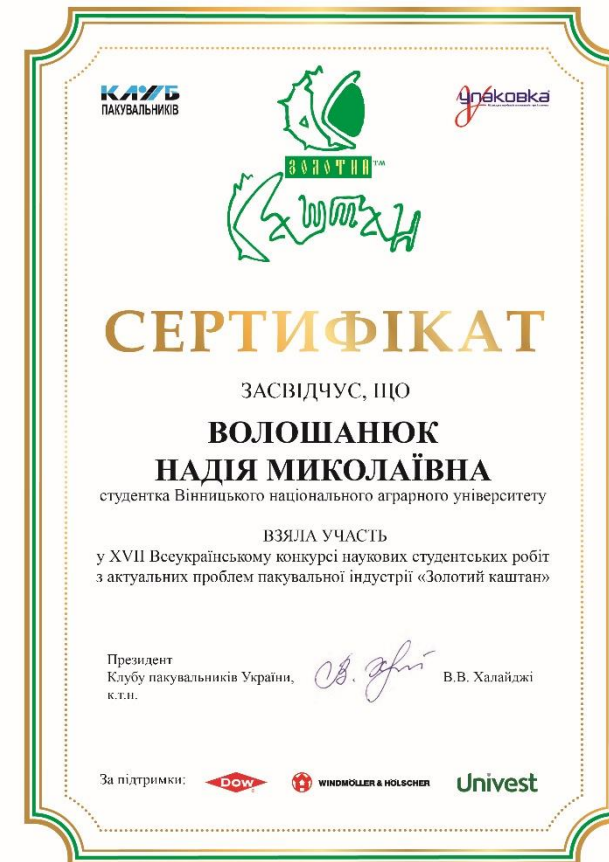 КЛУБ
ПАКУВАЛЬНИКІВ
Упаковка
ЗОЛОТИЙ™
Каштан
СЕРТИФІКАТ
ЗАСВІДЧУЄ, ЩО
ВОЛОШАНЮК
НАДІЯ МИКОЛАЇВНА
студентка Вінницького національного аграрного університету
ВЗЯЛА УЧАСТЬ
у XVII Всеукраїнському конкурсі наукових студентських робіт
з актуальних проблем пакувальної індустрії «Золотий каштан»
Президент
Клубу пакувальників України,
к.т.н.
В.В. Халайджі
За підтримки:
DOW
WINDMÖLLER & HÖLSCHER
Univest